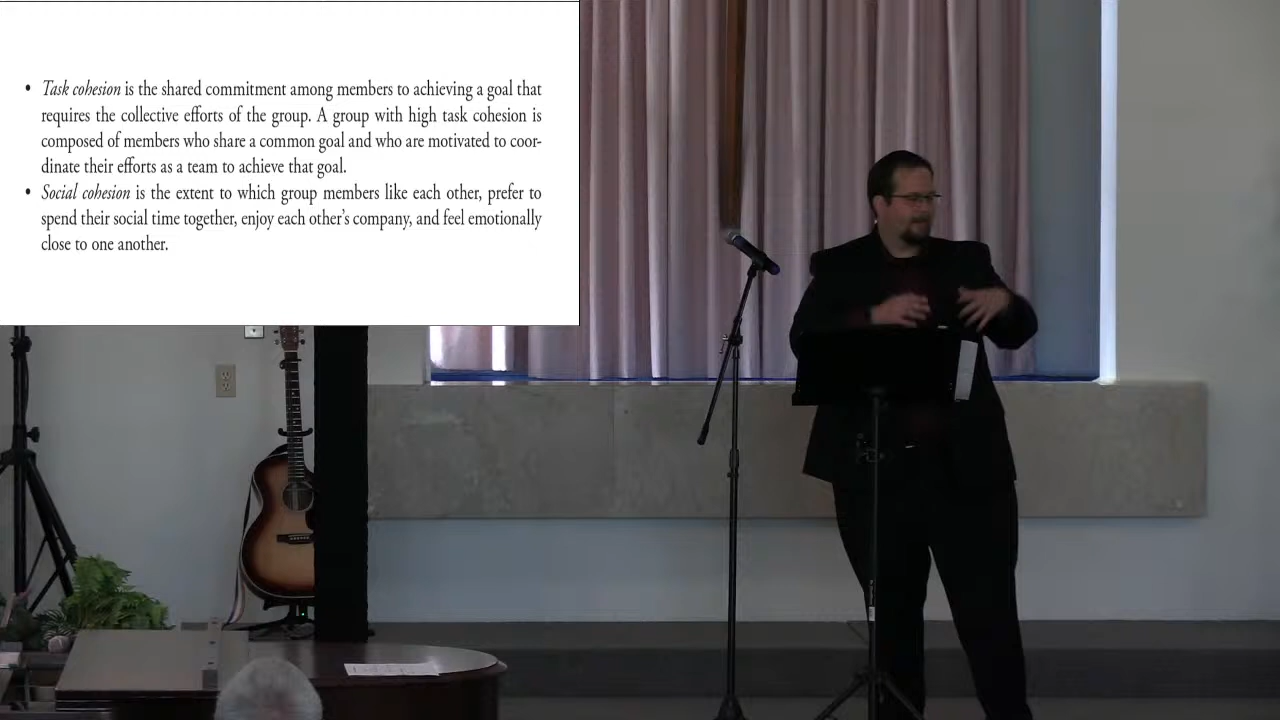 • Task cohesion is the shared commitment among members to achieving a goal that
requires the collective efforts of the group. A group with high task cohesion is
composed of members who share a common goal and who are motivated to coor-
dinate their efforts as a team to achieve that goal.
• Social cohesion is the extent to which group members like each other, prefer to
spend their social time together, enjoy each other's company, and feel emotionally
close to one another.